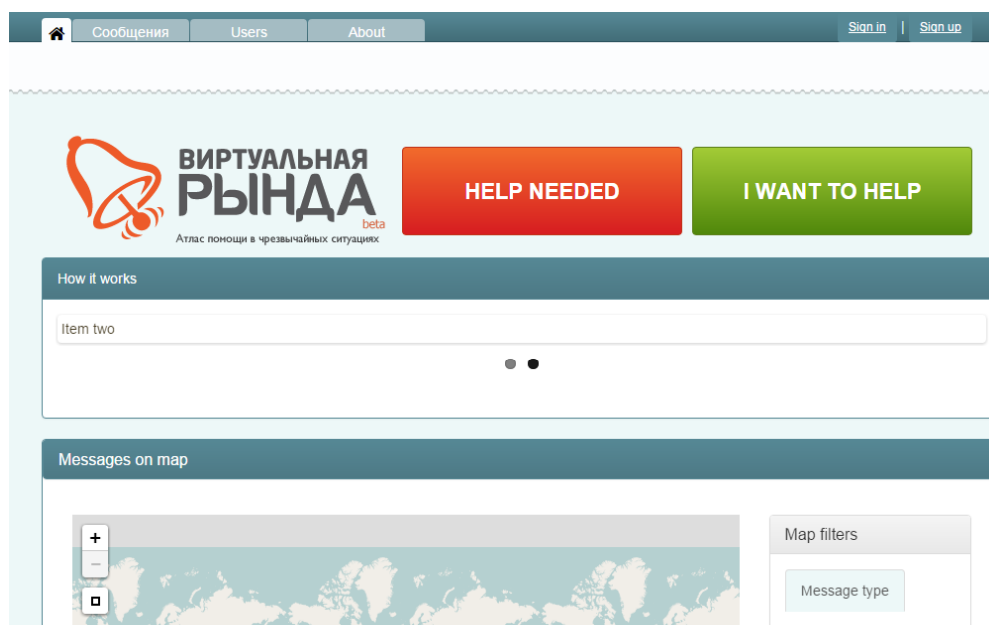 Сообщения Users About Sign in | Sign up
ВИРТУАЛЬНАЯ
РЫНДА
beta
Атлас помощи в чрезвычайных ситуациях
HELP NEEDED
I WANT TO HELP
How it works
Item two
Messages on map
+
−
Map filters
Message type